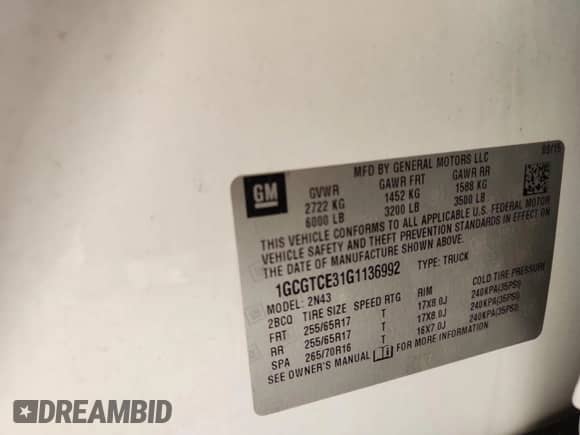 09/15
MFD BY GENERAL MOTORS LLC
GM
GVWR GAWR FRT GAWR RR
2722 KG 1452 KG 1588 KG
6000 LB 3200 LB 3500 LB
THIS VEHICLE CONFORMS TO ALL APPLICABLE U.S. FEDERAL MOTOR
VEHICLE SAFETY AND THEFT PREVENTION STANDARDS IN EFFECT ON
THE DATE OF MANUFACTURE SHOWN ABOVE.
1GCGTCE31G1136992 TYPE: TRUCK
MODEL: 2N43
2BCQ TIRE SIZE SPEED RTG RIM COLD TIRE PRESSURE
FRT 255/65R17 T 17X8.0J 240KPA(35PSI)
RR 255/65R17 T 17X8.0J 240KPA(35PSI)
SPA 265/70R16 T 16X7.0J 240KPA(35PSI)
SEE OWNER'S MANUAL FOR MORE INFORMATION
DREAMBID